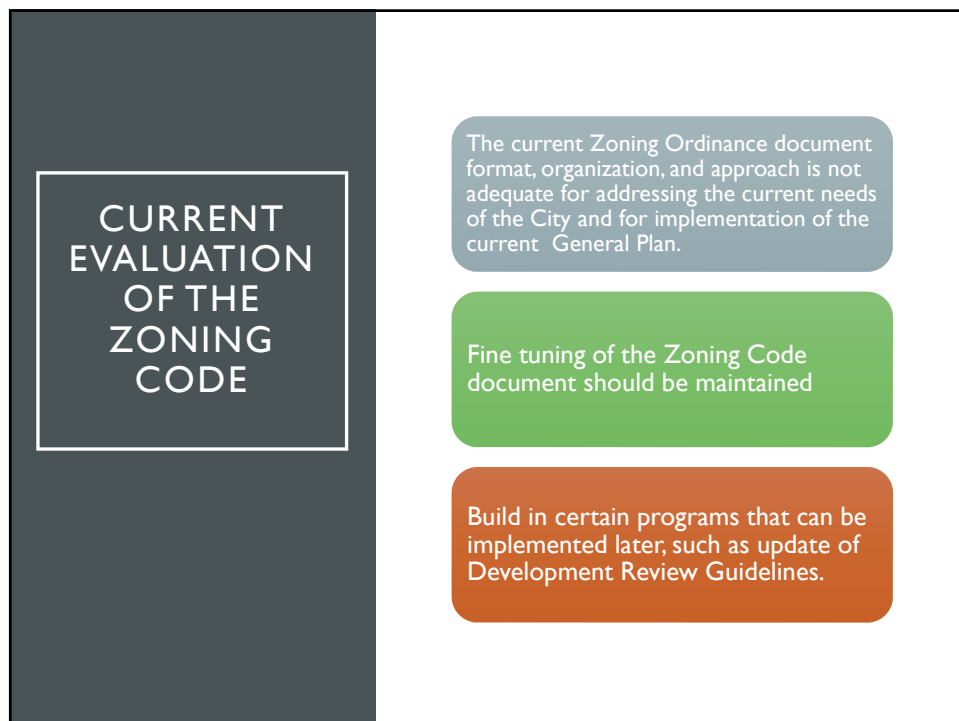 CURRENT
EVALUATION
OF THE
ZONING
CODE
The current Zoning Ordinance document
format, organization, and approach is not
adequate for addressing the current needs
of the City and for implementation of the
current General Plan.
Fine tuning of the Zoning Code
document should be maintained
Build in certain programs that can be
implemented later, such as update of
Development Review Guidelines.